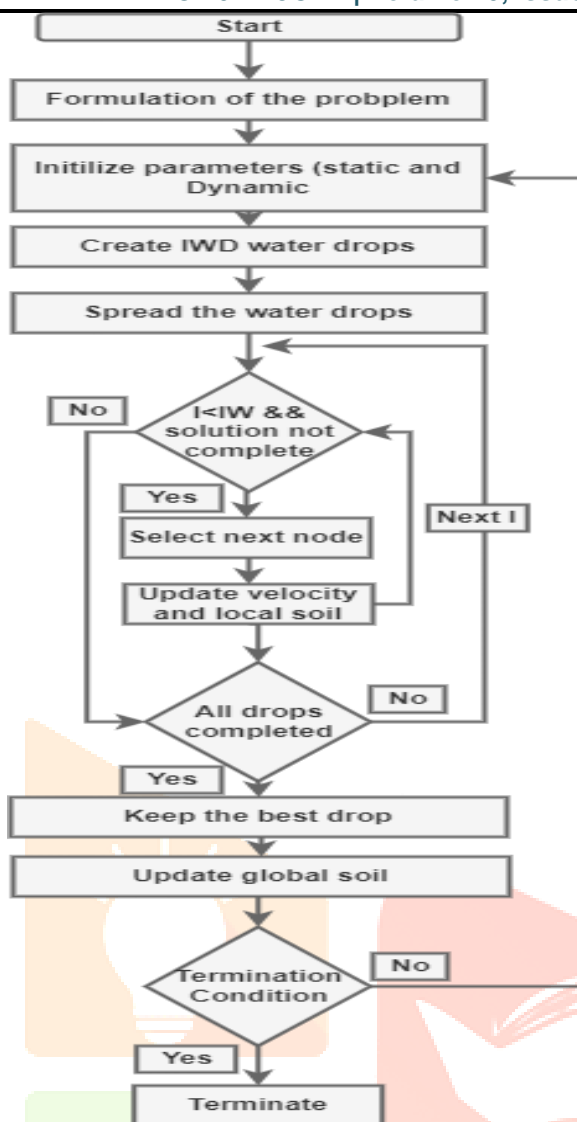 Start
Formulation of the probplem
Initilize parameters (static and
Dynamic
Create IWD water drops
Spread the water drops
No
I<IW &&
solution not
complete
Yes
Next I
Select next node
Update velocity
and local soil
No
All drops
completed
Yes
Keep the best drop
Update global soil
No
Termination
Condition
Yes
Terminate